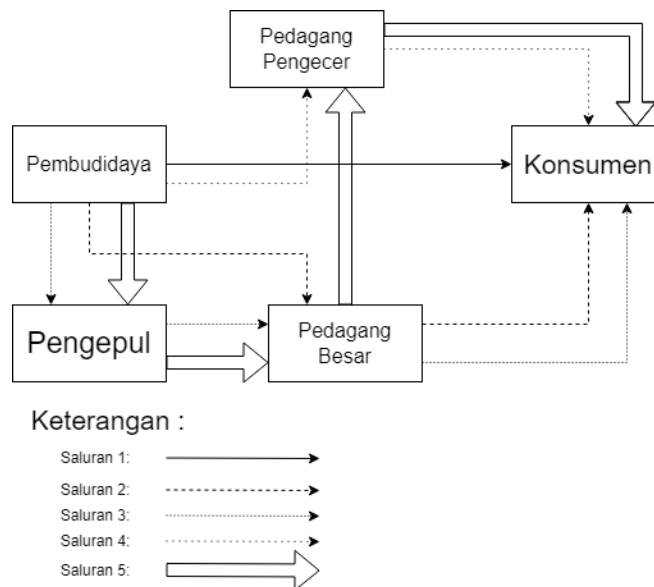 Pedagang
Pengecer
Pembudidaya
Konsumen
Pengepul
Pedagang
Besar
Keterangan :
Saluran 1:
Saluran 2:
Saluran 3:
Saluran 4:
Saluran 5: